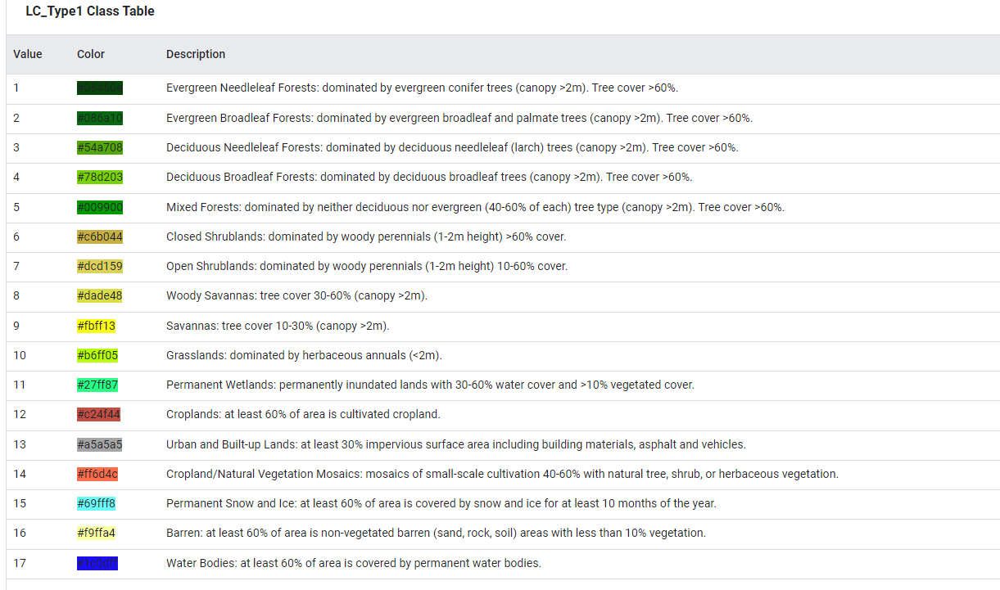 LC_Type1 Class Table
Value Color Description
1 Evergreen Needleleaf Forests: dominated by evergreen conifer trees (canopy >2m). Tree cover >60%.
2 #086a10 Evergreen Broadleaf Forests: dominated by evergreen broadleaf and palmate trees (canopy >2m). Tree cover >60%.
3 #54a708 Deciduous Needleleaf Forests: dominated by deciduous needleleaf (larch) trees (canopy >2m). Tree cover >60%.
4 #78d203 Deciduous Broadleaf Forests: dominated by deciduous broadleaf trees (canopy >2m). Tree cover >60%.
5 #009900 Mixed Forests: dominated by neither deciduous nor evergreen (40-60% of each) tree type (canopy >2m). Tree cover >60%.
6 #c6b044 Closed Shrublands: dominated by woody perennials (1-2m height) >60% cover.
7 #dcd159 Open Shrublands: dominated by woody perennials (1-2m height) 10-60% cover.
8 #dade48 Woody Savannas: tree cover 30-60% (canopy >2m).
9 #fbff13 Savannas: tree cover 10-30% (canopy >2m).
10 #b6ff05 Grasslands: dominated by herbaceous annuals (<2m).
11 #27ff87 Permanent Wetlands: permanently inundated lands with 30-60% water cover and >10% vegetated cover.
12 #c24f44 Croplands: at least 60% of area is cultivated cropland.
13 #a5a5a5 Urban and Built-up Lands: at least 30% impervious surface area including building materials, asphalt and vehicles.
14 #ff6d4c Cropland/Natural Vegetation Mosaics: mosaics of small-scale cultivation 40-60% with natural tree, shrub, or herbaceous vegetation.
15 #69fff8 Permanent Snow and Ice: at least 60% of area is covered by snow and ice for at least 10 months of the year.
16 #f9ffa4 Barren: at least 60% of area is non-vegetated barren (sand, rock, soil) areas with less than 10% vegetation.
17 #1c0dff Water Bodies: at least 60% of area is covered by permanent water bodies.